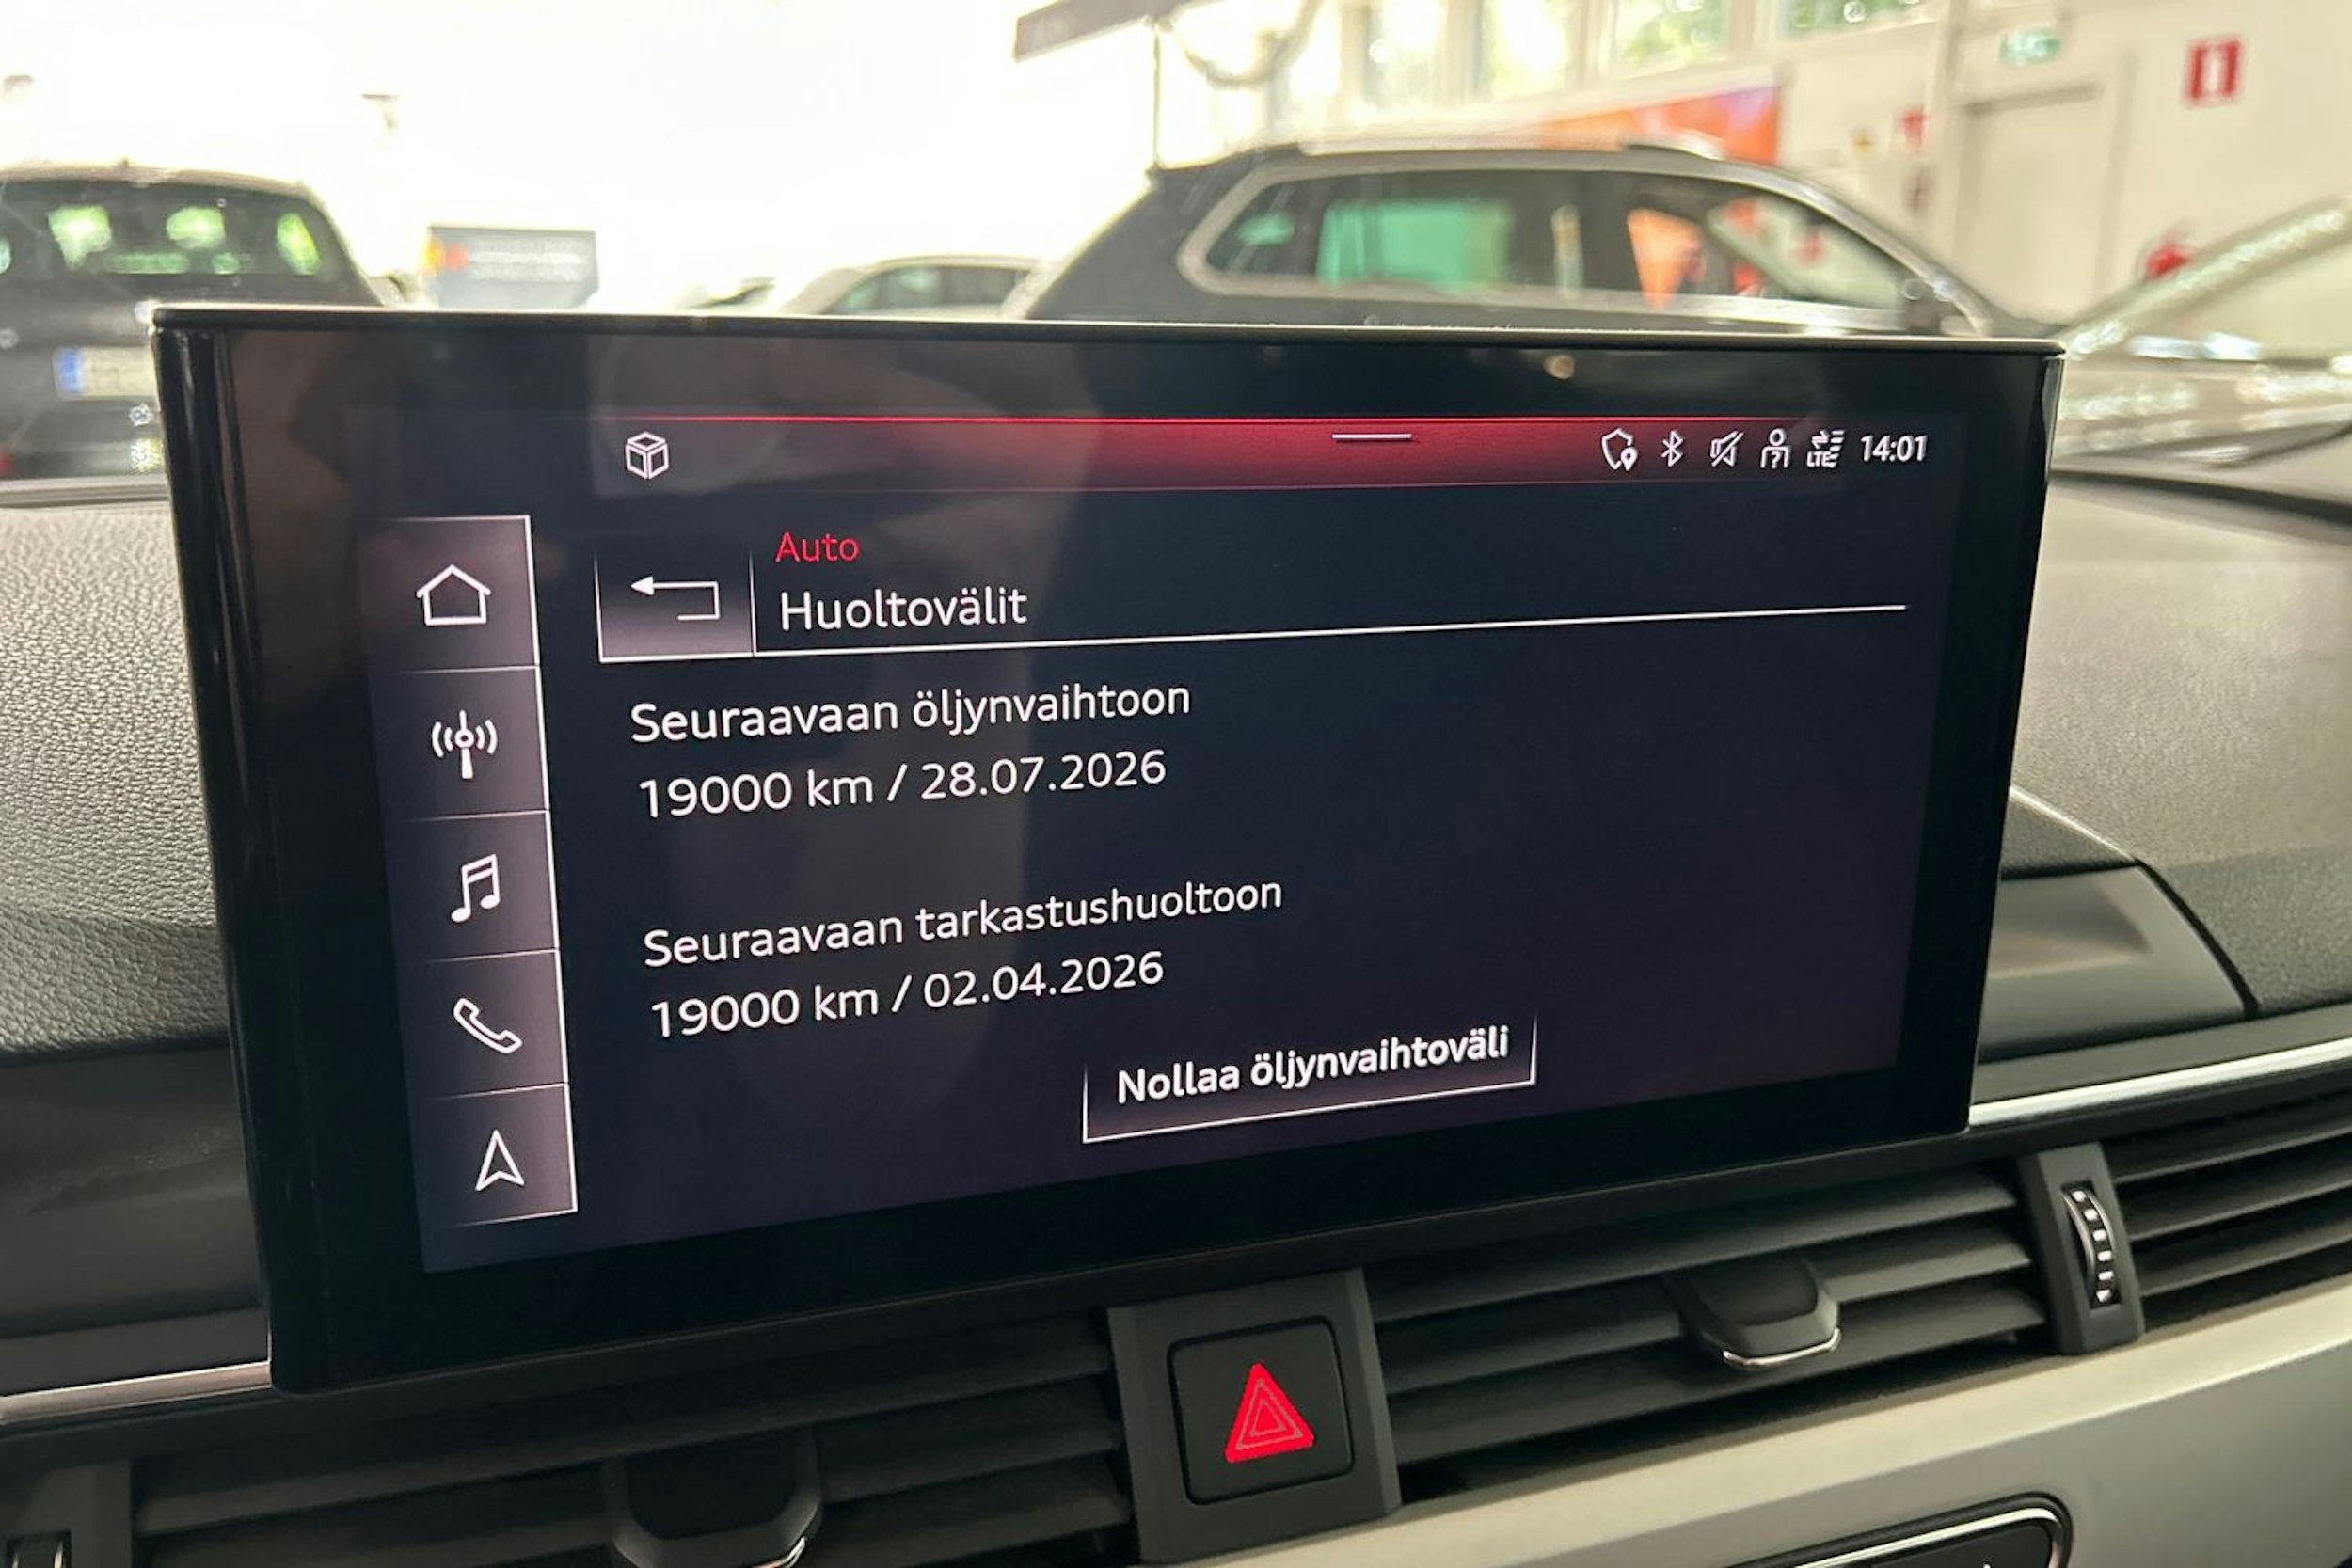 LTE 14:01
Auto
Huoltovälit
Seuraavaan öljynvaihtoon
19000 km / 28.07.2026
Seuraavaan tarkastushuoltoon
19000 km / 02.04.2026
Nollaa öljynvaihtoväli